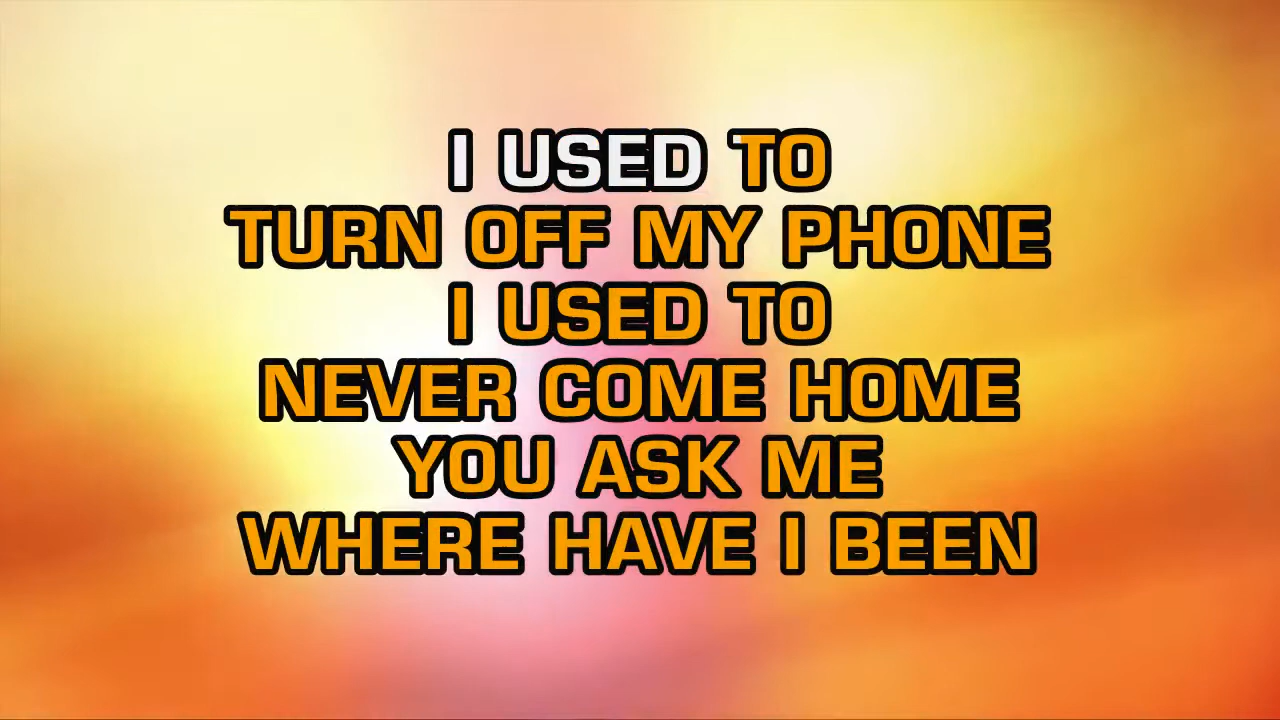 I USED TO
TURN OFF MY PHONE
I USED TO
NEVER COME HOME
YOU ASK ME
WHERE HAVE I BEEN